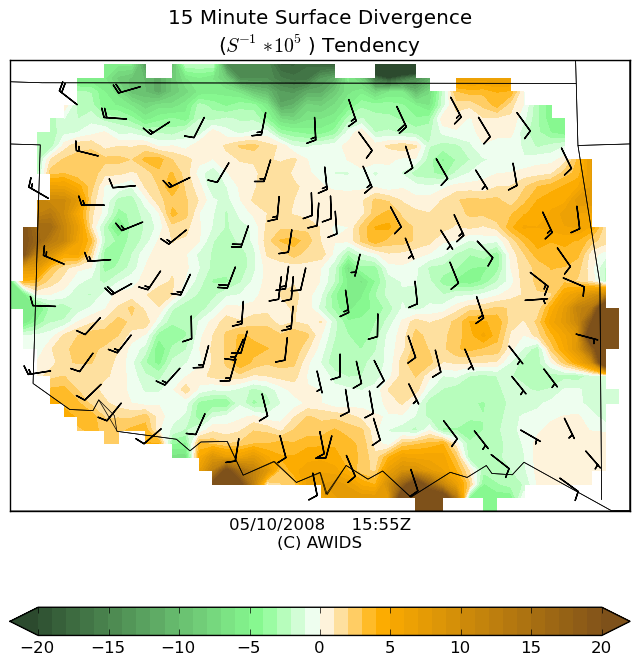 15 Minute Surface Divergence
(S⁻¹ ∗ 10⁵ ) Tendency
05/10/2008 15:55Z
(C) AWIDS
−20 −15 −10 −5 0 5 10 15 20